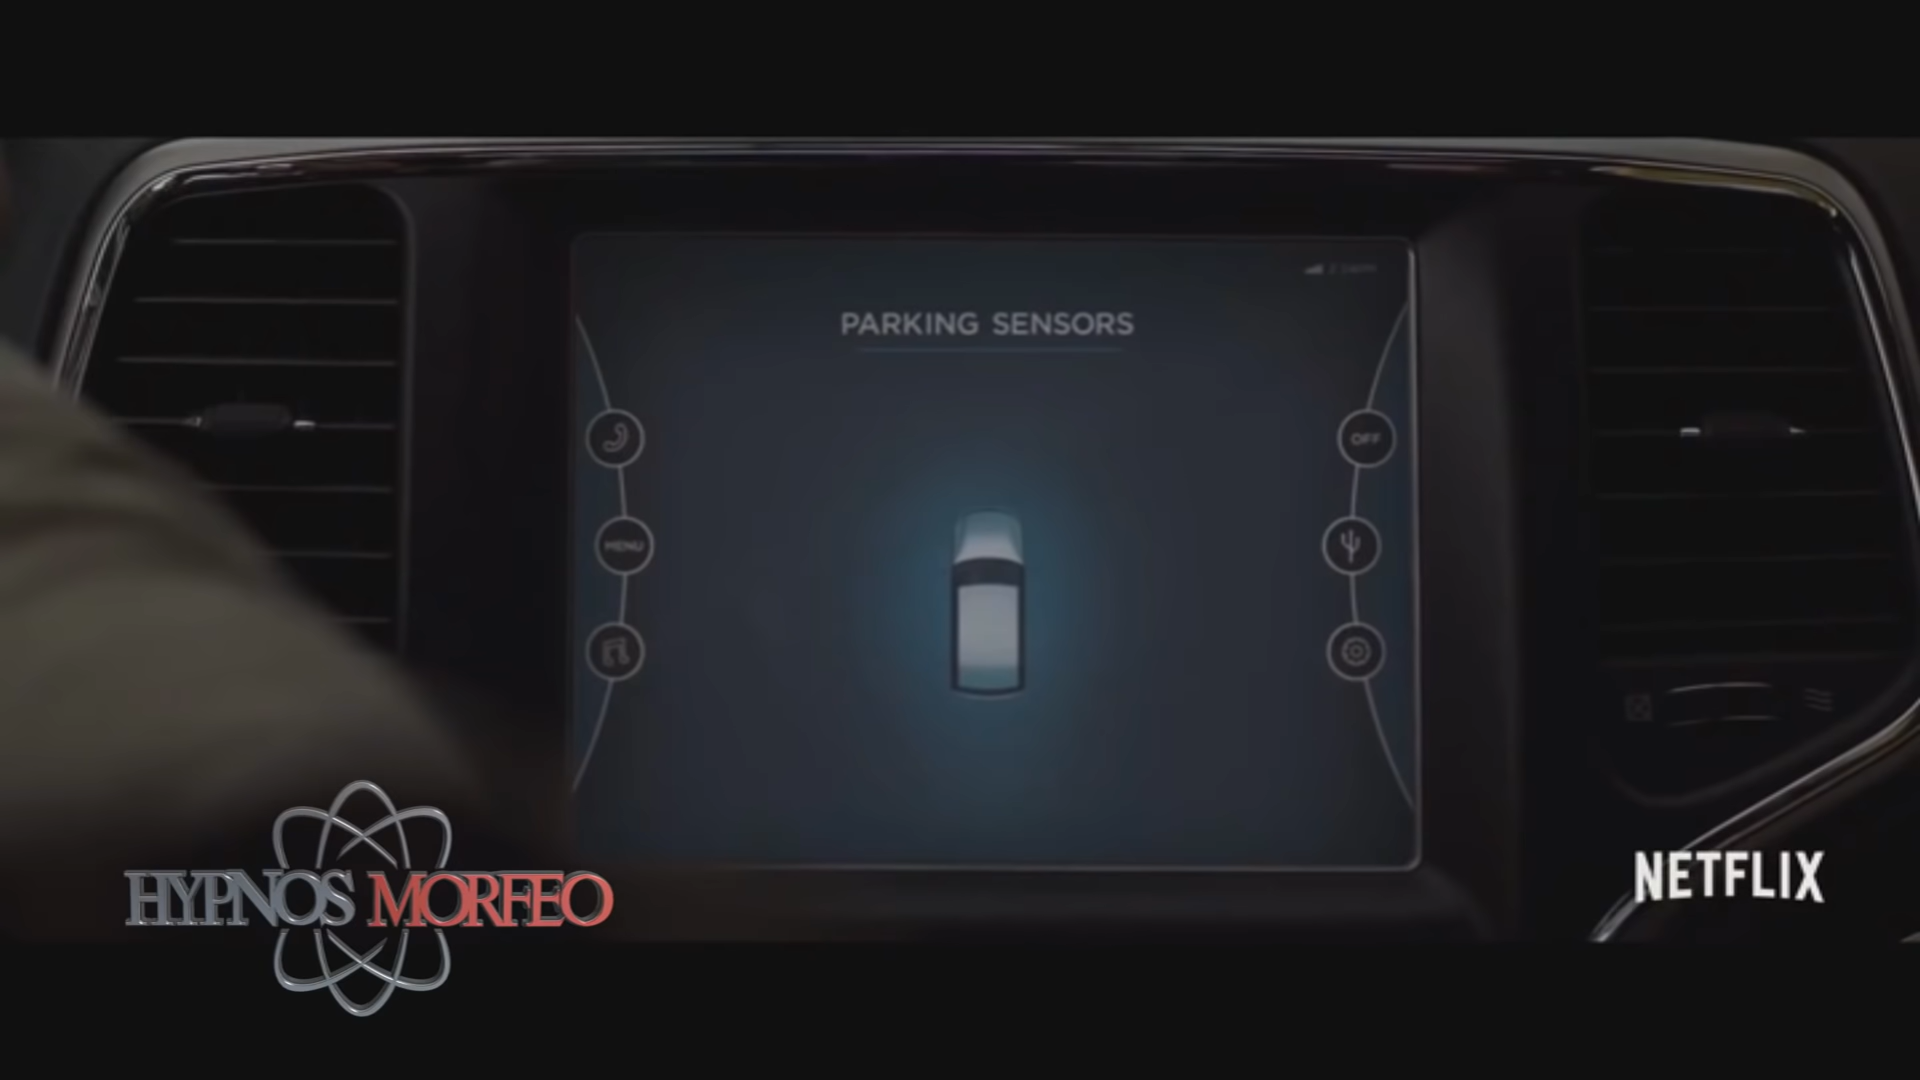 PARKING SENSORS
OFF
MENU
HYPNOS MORFEO
NETFLIX